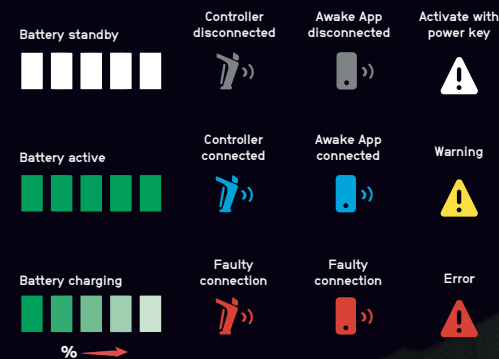 Battery standby
Controller
disconnected
Awake App
disconnected
Activate with
power key
Battery active
Controller
connected
Awake App
connected
Warning
Battery charging
Faulty
connection
Faulty
connection
Error
%